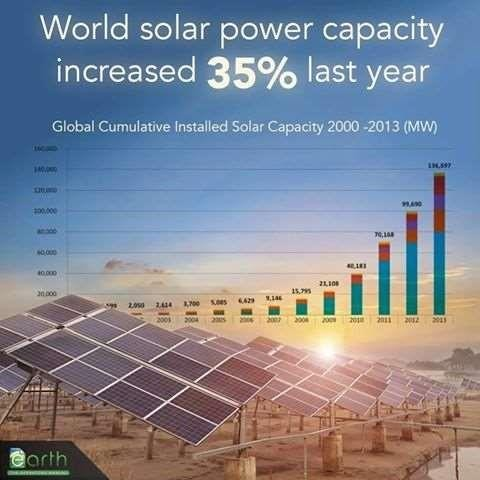 World solar power capacity
increased 35% last year
Global Cumulative Installed Solar Capacity 2000 -2013 (MW)
160,000
140,000
120,000
100,000
80,000
60,000
40,000
20,000
2,050 2,614 3,700 5,085 6,629 9,146 15,795 23,108 40,183 70,168 99,690 136,697
2003 2004 2005 2006 2007 2008 2009 2010 2011 2012 2013
earth